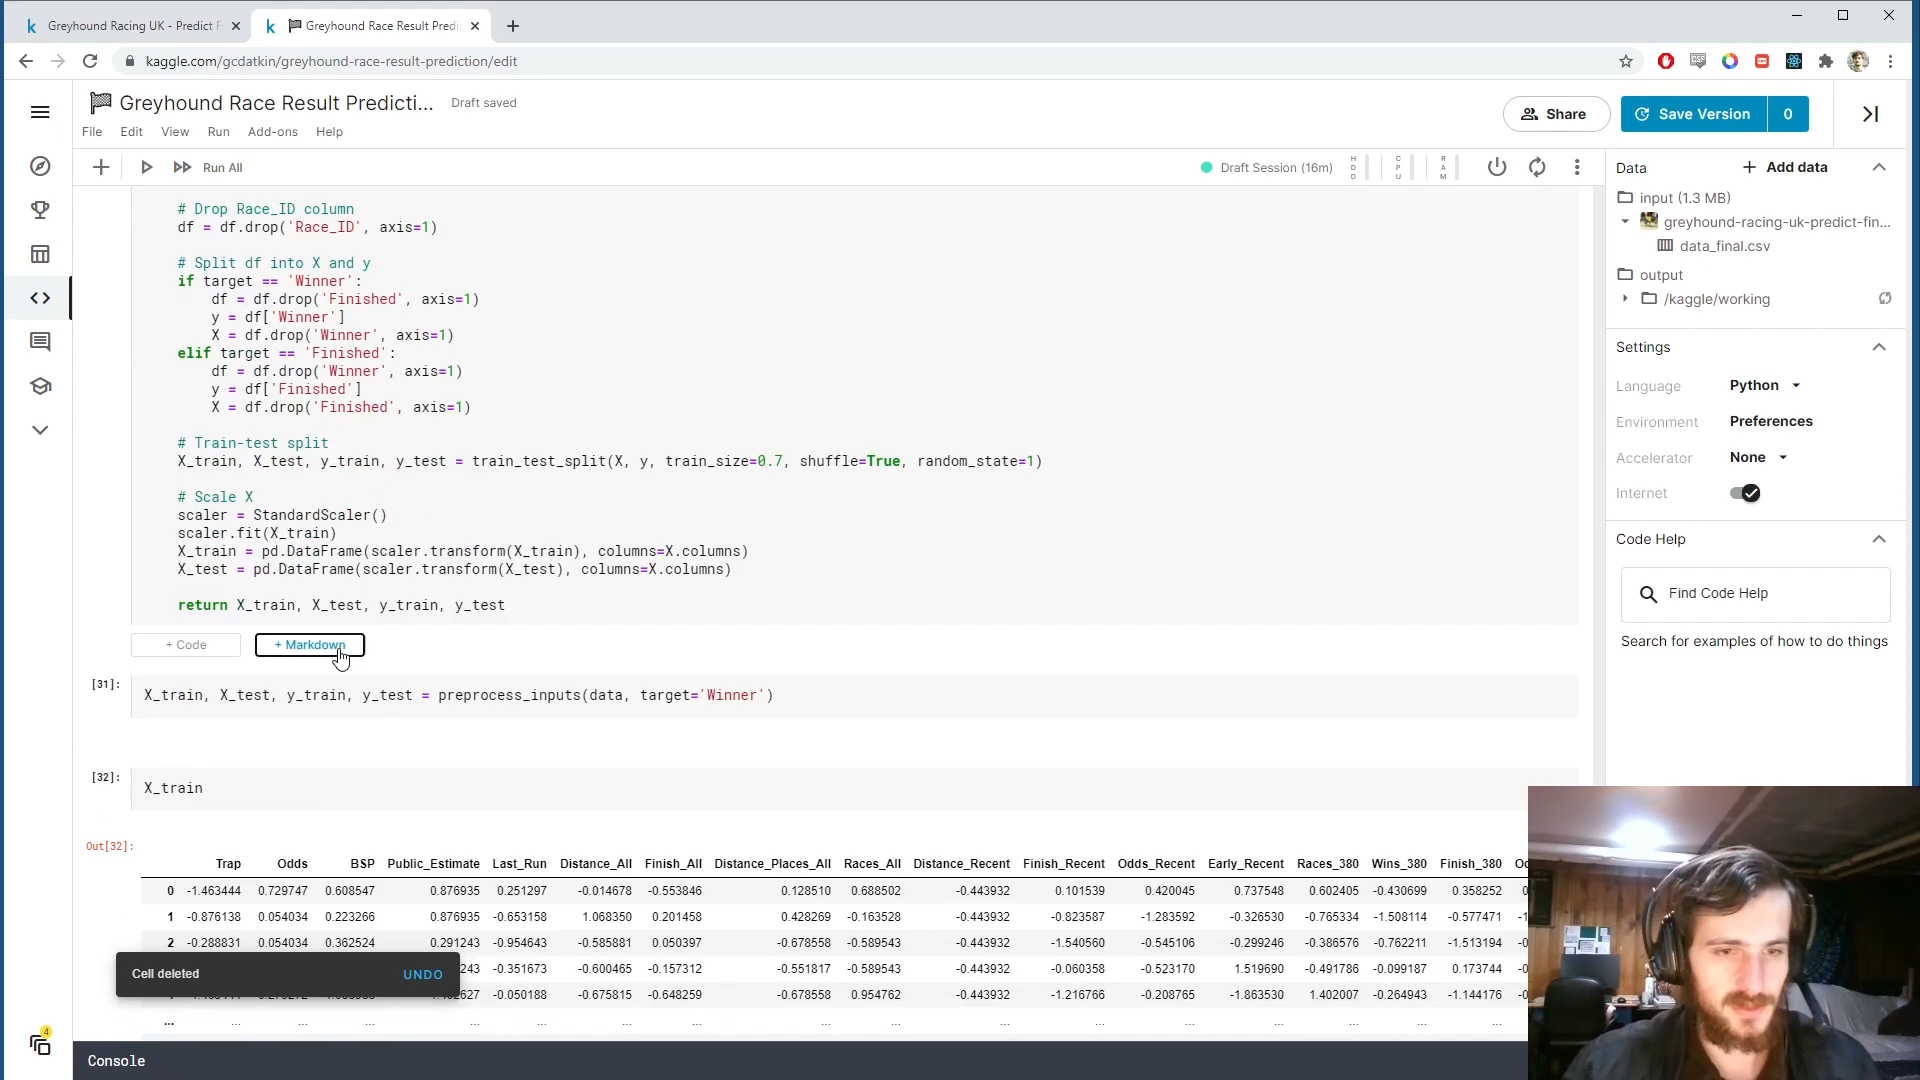 Greyhound Racing UK - Predict F
Greyhound Race Result Predi
kaggle.com/gcdatkin/greyhound-race-result-prediction/edit
Greyhound Race Result Predicti...
Draft saved
Share
Save Version
0
File Edit View Run Add-ons Help
Run All
Draft Session (16m)
HDD
CPU
RAM
# Drop Race_ID column
df = df.drop('Race_ID', axis=1)
# Split df into X and y
if target == 'Winner':
df = df.drop('Finished', axis=1)
y = df['Winner']
X = df.drop('Winner', axis=1)
elif target == 'Finished':
df = df.drop('Winner', axis=1)
y = df['Finished']
X = df.drop('Finished', axis=1)
# Train-test split
X_train, X_test, y_train, y_test = train_test_split(X, y, train_size=0.7, shuffle=True, random_state=1)
# Scale X
scaler = StandardScaler()
scaler.fit(X_train)
X_train = pd.DataFrame(scaler.transform(X_train), columns=X.columns)
X_test = pd.DataFrame(scaler.transform(X_test), columns=X.columns)
return X_train, X_test, y_train, y_test
+ Code
+ Markdown
[31]:
X_train, X_test, y_train, y_test = preprocess_inputs(data, target='Winner')
[32]:
X_train
Out[32]:
Trap Odds BSP Public_Estimate Last_Run Distance_All Finish_All Distance_Places_All Races_All Distance_Recent Finish_Recent Odds_Recent Early_Recent Races_380 Wins_380 Finish_380
0 -1.463444 0.729747 0.608547 0.876935 0.251297 -0.014678 -0.553846 0.128510 0.688502 -0.443932 0.101539 0.420045 0.737548 0.602405 -0.430699 0.358252
1 -0.876138 0.054034 0.223266 0.876935 -0.653158 1.068350 0.201458 0.428269 -0.163528 -0.443932 -0.823587 -1.283592 -0.326530 -0.765334 -1.508114 -0.577471
2 -0.288831 0.054034 0.362524 0.291243 -0.954643 -0.585881 0.050397 -0.678558 -0.589543 -0.443932 -1.540560 -0.545106 -0.299246 -0.386576 -0.762211 -1.513194
243 -0.351673 -0.600465 -0.157312 -0.551817 -0.589543 -0.443932 -0.060358 -0.523170 1.519690 -0.491786 -0.099187 0.173744
-0.050188 -0.675815 -0.648259 -0.678558 0.954762 -0.443932 -1.216766 -0.208765 -1.863530 1.402007 -0.264943 -1.144176
... ... ... ... ... ... ... ... ... ... ... ... ... ... ... ... ...
Cell deleted
UNDO
4
Console
Data
Add data
input (1.3 MB)
greyhound-racing-uk-predict-fin...
data_final.csv
output
/kaggle/working
Settings
Language Python
Environment Preferences
Accelerator None
Internet
Code Help
Find Code Help
Search for examples of how to do things